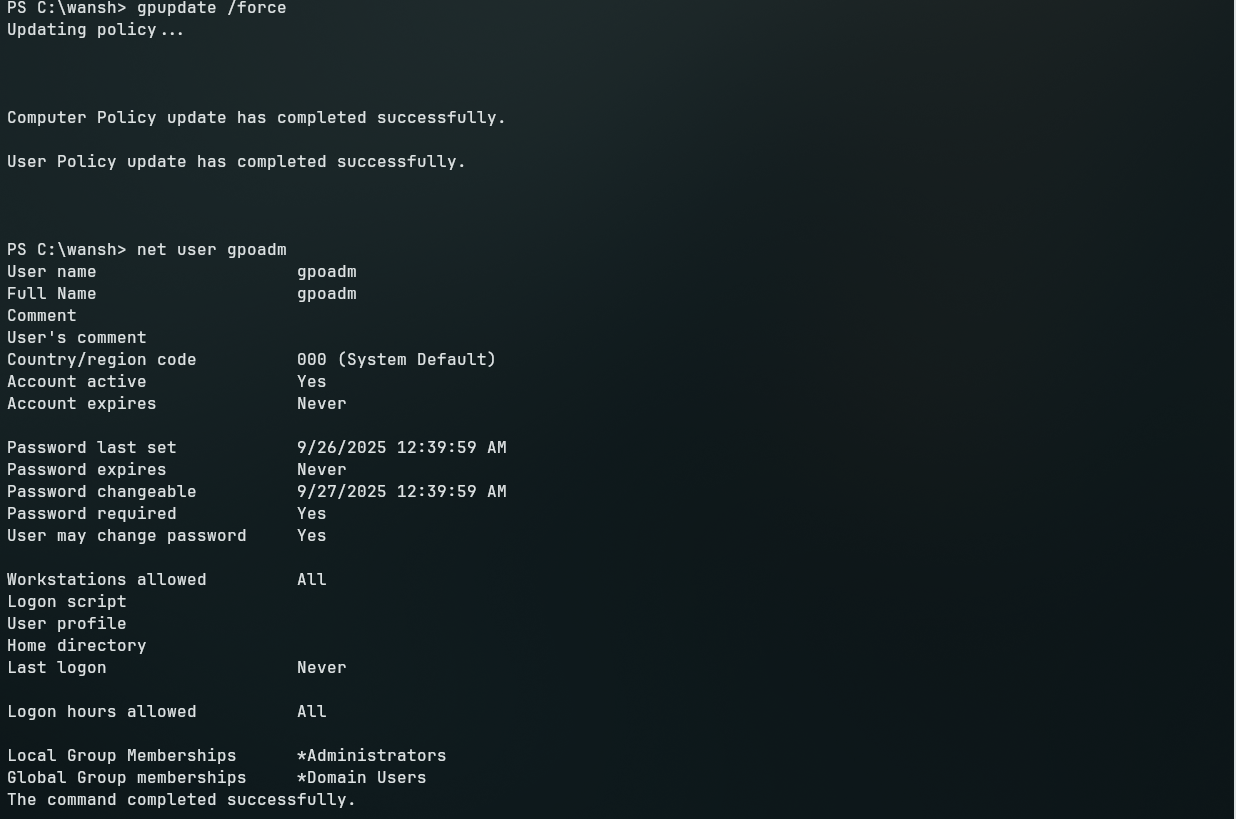 PS C:\wansh> gpupdate /force
Updating policy...
Computer Policy update has completed successfully.
User Policy update has completed successfully.
PS C:\wansh> net user gpoadm
User name                    gpoadm
Full Name                    gpoadm
Comment
User's comment
Country/region code          000 (System Default)
Account active               Yes
Account expires              Never
Password last set            9/26/2025 12:39:59 AM
Password expires             Never
Password changeable          9/27/2025 12:39:59 AM
Password required            Yes
User may change password     Yes
Workstations allowed         All
Logon script
User profile
Home directory
Last logon                   Never
Logon hours allowed          All
Local Group Memberships      *Administrators
Global Group memberships     *Domain Users
The command completed successfully.